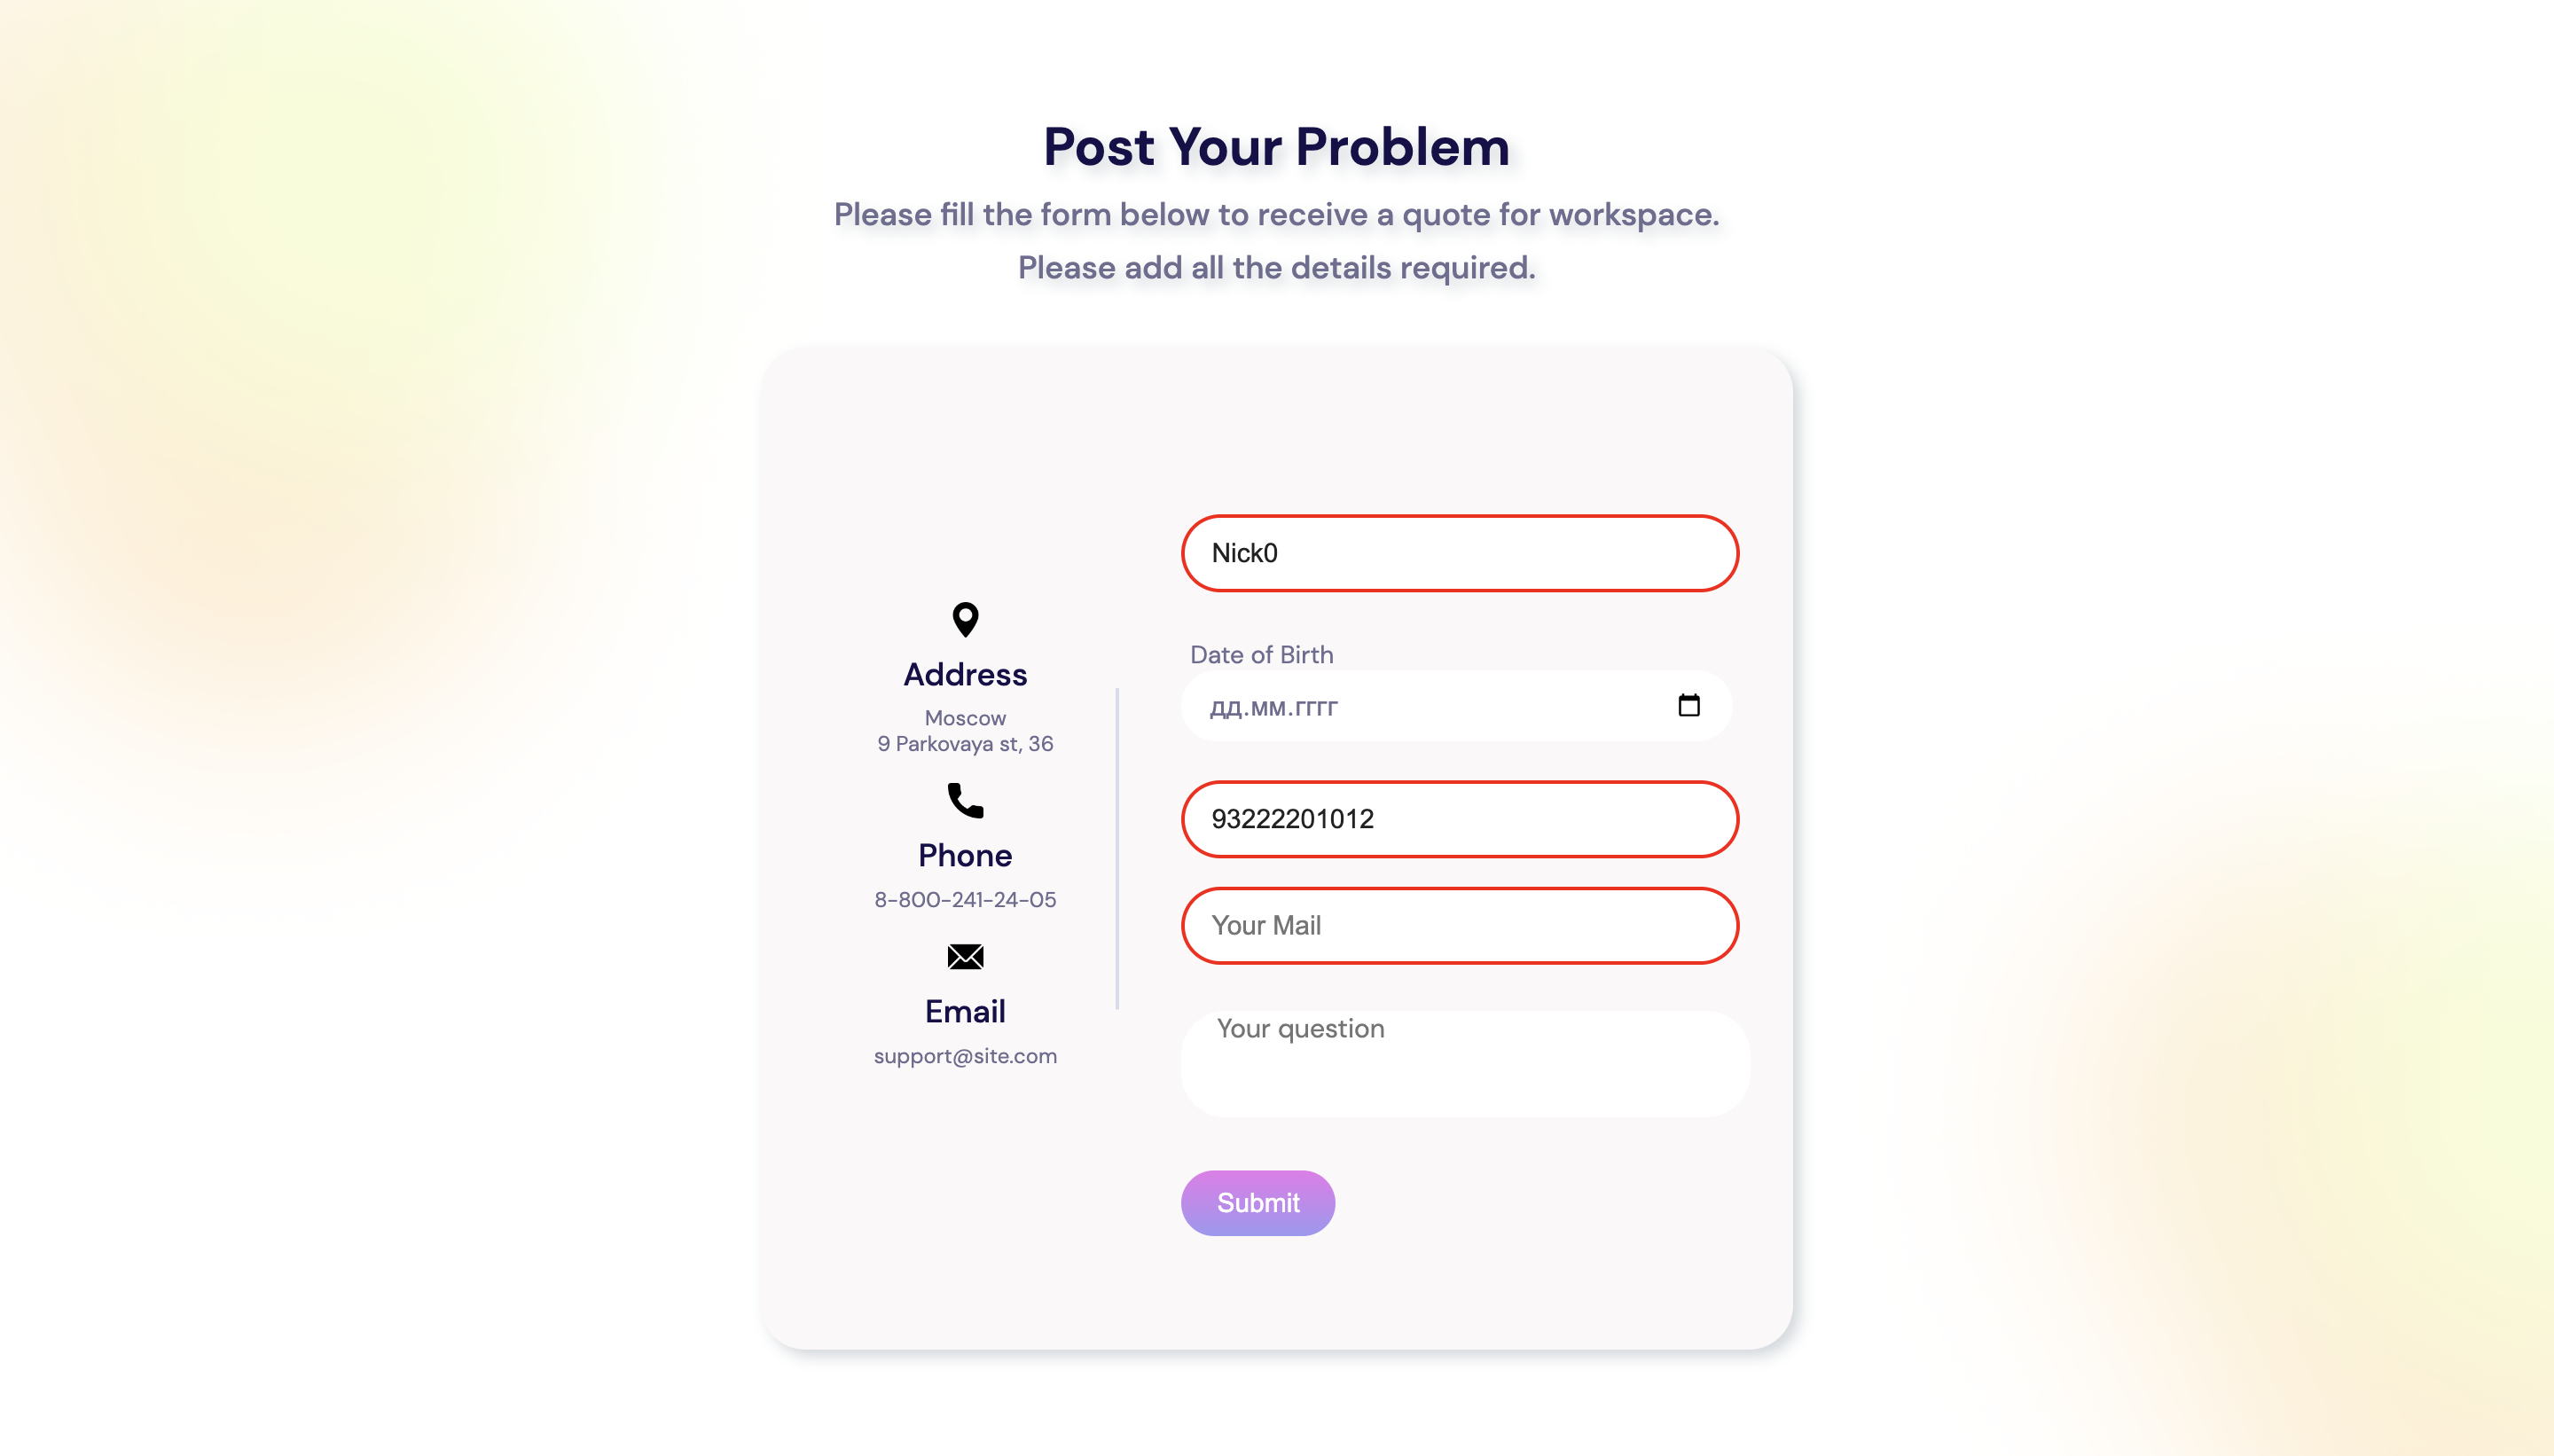 Post Your Problem
Please fill the form below to receive a quote for workspace.
Please add all the details required.
Address
Moscow
9 Parkovaya st, 36
Phone
8-800-241-24-05
Email
support@site.com
Nick0
Date of Birth
дд.мм.гггг
93222201012
Your Mail
Your question
Submit